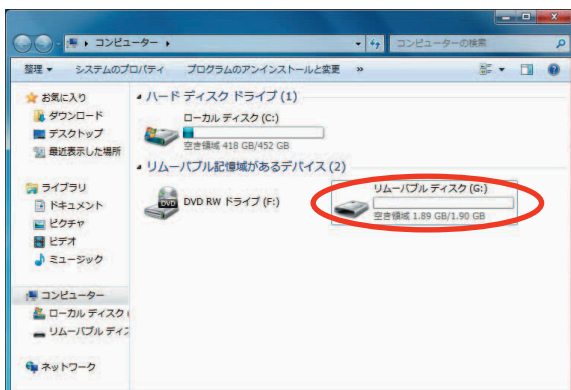 コンピューター
コンピューターの検索
整理
システムのプロパティ
プログラムのアンインストールと変更
»
お気に入り
ダウンロード
デスクトップ
最近表示した場所
ライブラリ
ドキュメント
ピクチャ
ビデオ
ミュージック
コンピューター
ローカル ディスク (
リムーバブル ディス
ネットワーク
ハード ディスク ドライブ (1)
ローカル ディスク (C:)
空き領域 418 GB/452 GB
リムーバブル記憶域があるデバイス (2)
DVD
DVD RW ドライブ (F:)
リムーバブル ディスク (G:)
空き領域 1.89 GB/1.90 GB